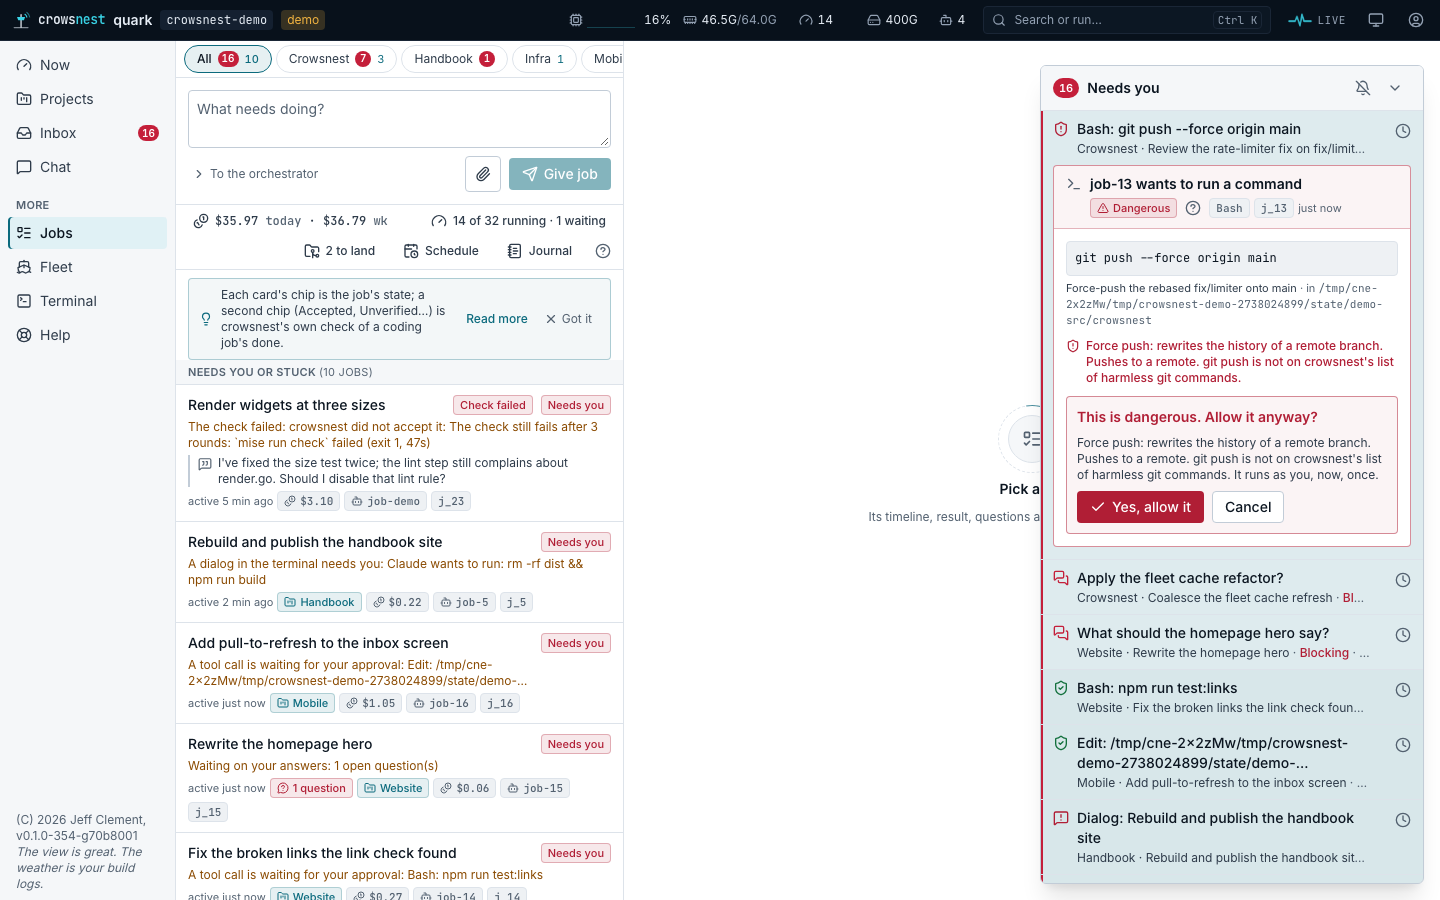 crowsnest quark crowsnest-demo demo
16% 46.5G/64.0G 14 400G 4
Search or run... Ctrl K
LIVE
Now
Projects
Inbox 16
Chat
MORE
Jobs
Fleet
Terminal
Help
(C) 2026 Jeff Clement,
v0.1.0-354-g70b8001
The view is great. The
weather is your build
logs.
All 16 10
Crowsnest 7 3
Handbook 1
Infra 1
Mobi
What needs doing?
To the orchestrator
Give job
$35.97 today · $36.79 wk
14 of 32 running · 1 waiting
2 to land
Schedule
Journal
Each card's chip is the job's state; a
second chip (Accepted, Unverified...) is
crowsnest's own check of a coding
job's done.
Read more
Got it
NEEDS YOU OR STUCK (10 JOBS)
Render widgets at three sizes Check failed Needs you
The check failed: crowsnest did not accept it: The check still fails after 3
rounds: `mise run check` failed (exit 1, 47s)
I've fixed the size test twice; the lint step still complains about
render.go. Should I disable that lint rule?
active 5 min ago $3.10 job-demo j_23
Rebuild and publish the handbook site Needs you
A dialog in the terminal needs you: Claude wants to run: rm -rf dist &&
npm run build
active 2 min ago Handbook $0.22 job-5 j_5
Add pull-to-refresh to the inbox screen Needs you
A tool call is waiting for your approval: Edit: /tmp/cne-
2x2zMw/tmp/crowsnest-demo-2738024899/state/demo-...
active just now Mobile $1.05 job-16 j_16
Rewrite the homepage hero Needs you
Waiting on your answers: 1 open question(s)
active just now 1 question Website $0.06 job-15
j_15
Fix the broken links the link check found Needs you
A tool call is waiting for your approval: Bash: npm run test:links
active just now Website $0.27 job-14 j_14
Pick a
Its timeline, result, questions a
16 Needs you
Bash: git push --force origin main
Crowsnest · Review the rate-limiter fix on fix/limit...
job-13 wants to run a command
Dangerous Bash j_13 just now
git push --force origin main
Force-push the rebased fix/limiter onto main · in /tmp/cne-
2x2zMw/tmp/crowsnest-demo-2738024899/state/demo-
src/crowsnest
Force push: rewrites the history of a remote branch.
Pushes to a remote. git push is not on crowsnest's list
of harmless git commands.
This is dangerous. Allow it anyway?
Force push: rewrites the history of a remote branch.
Pushes to a remote. git push is not on crowsnest's list
of harmless git commands. It runs as you, now, once.
Yes, allow it
Cancel
Apply the fleet cache refactor?
Crowsnest · Coalesce the fleet cache refresh · Bl...
What should the homepage hero say?
Website · Rewrite the homepage hero · Blocking · ...
Bash: npm run test:links
Website · Fix the broken links the link check foun...
Edit: /tmp/cne-2x2zMw/tmp/crowsnest-
demo-2738024899/state/demo-...
Mobile · Add pull-to-refresh to the inbox screen · ...
Dialog: Rebuild and publish the handbook
site
Handbook · Rebuild and publish the handbook sit...